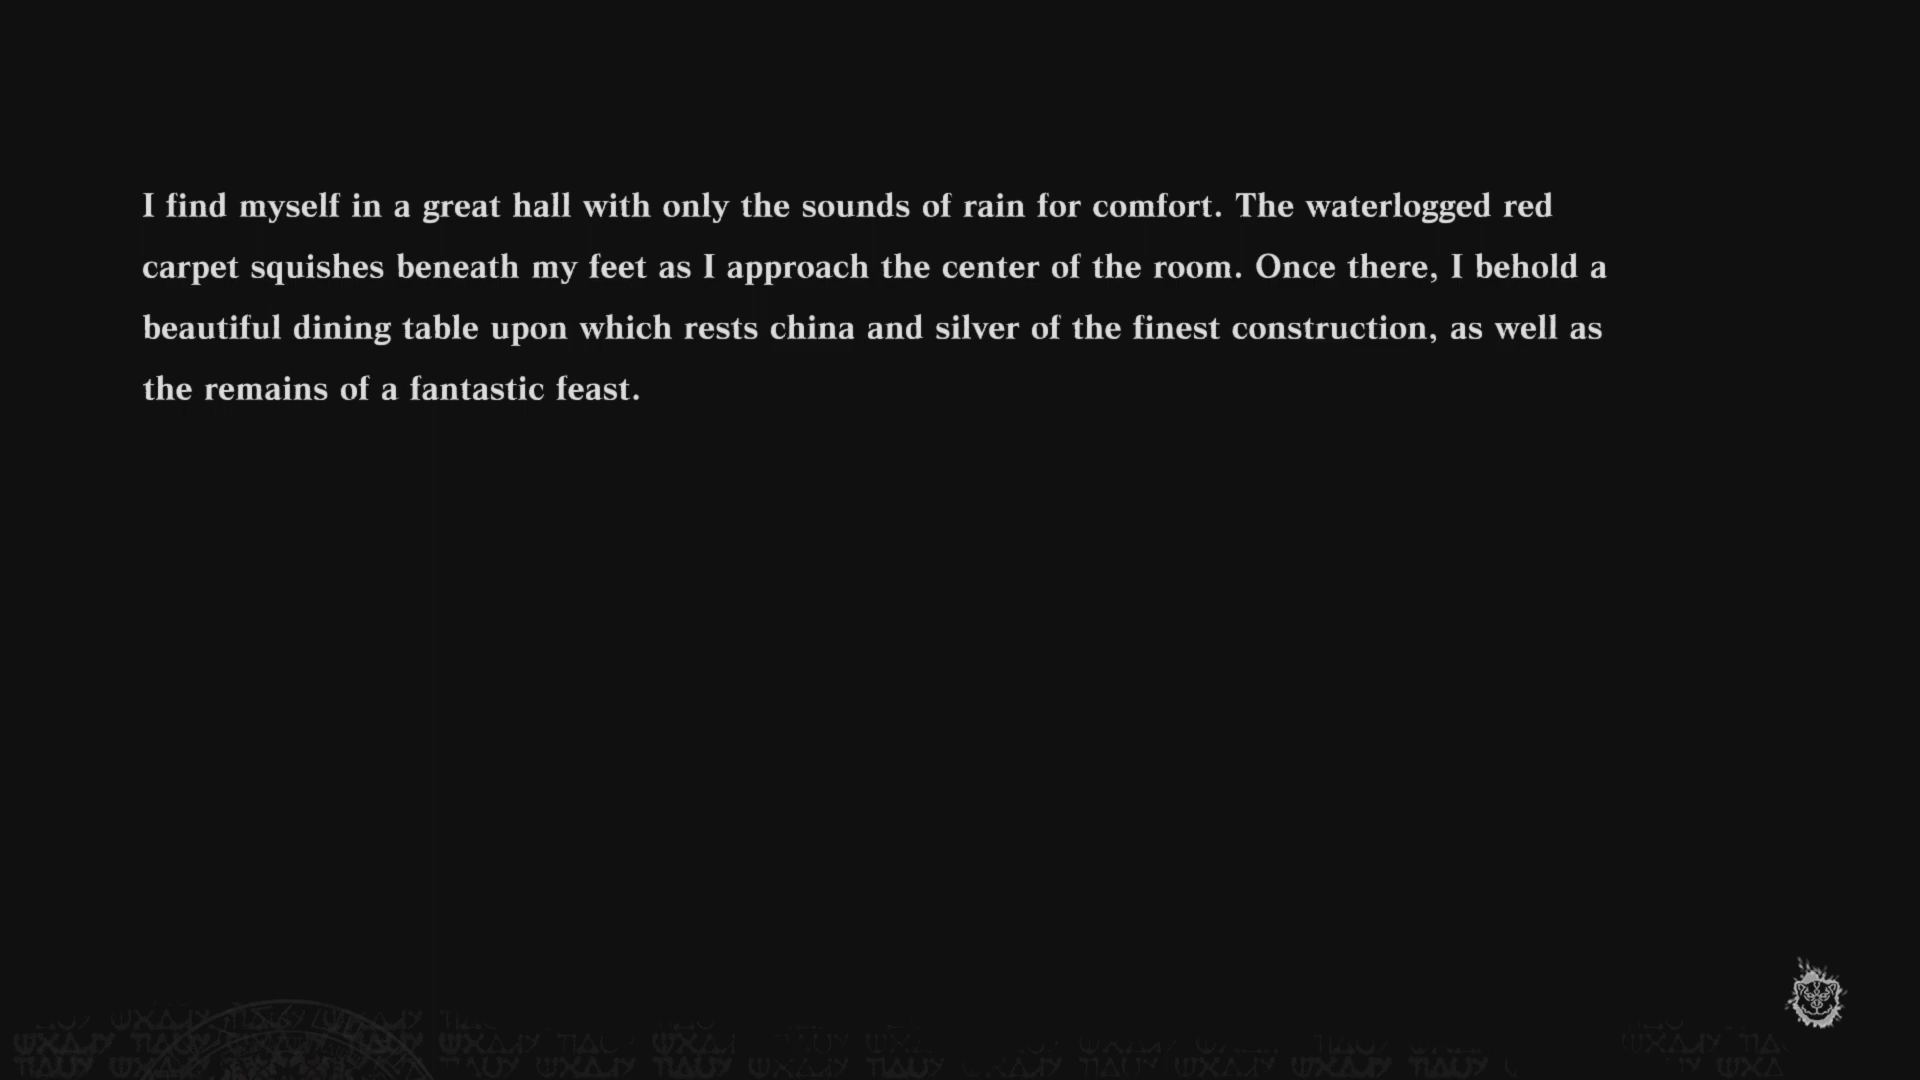 I find myself in a great hall with only the sounds of rain for comfort. The waterlogged red
carpet squishes beneath my feet as I approach the center of the room. Once there, I behold a
beautiful dining table upon which rests china and silver of the finest construction, as well as
the remains of a fantastic feast.